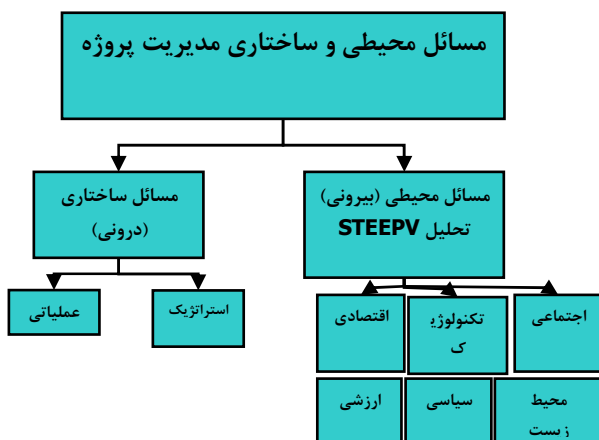 مسائل محیطی و ساختاری مدیریت پروژه
مسائل محیطی (بیرونی)
تحلیل STEEPV
مسائل ساختاری
(درونی)
اجتماعی
تکنولوژی
ک
اقتصادی
استراتژیک
عملیاتی
محیط
زیست
سیاسی
ارزشی